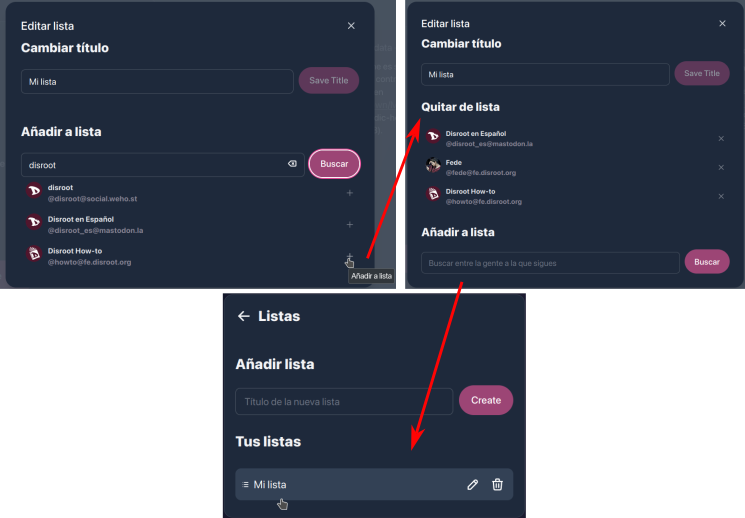 Editar lista
Cambiar título
Mi lista
Save Title
Añadir a lista
disroot
Buscar
disroot
@disroot@social.weho.st
Disroot en Español
@disroot_es@mastodon.la
Disroot How-to
@howto@fe.disroot.org
Añadir a lista
Editar lista
Cambiar título
Mi lista
Save Title
Quitar de lista
Disroot en Español
@disroot_es@mastodon.la
Fede
@fede@fe.disroot.org
Disroot How-to
@howto@fe.disroot.org
Añadir a lista
Buscar entre la gente a la que sigues
Buscar
Listas
Añadir lista
Título de la nueva lista
Create
Tus listas
Mi lista